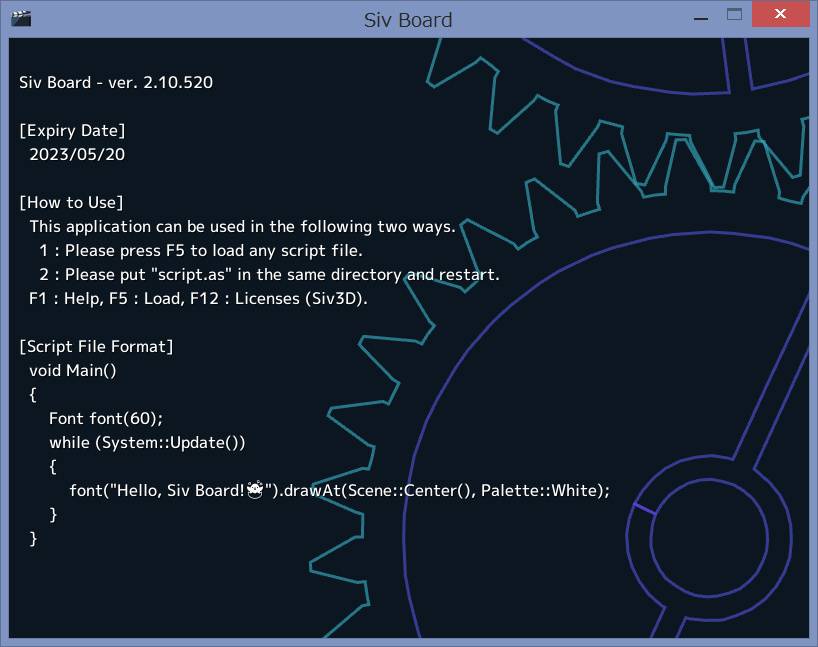 Siv Board
Siv Board - ver. 2.10.520
[Expiry Date]
2023/05/20
[How to Use]
This application can be used in the following two ways.
1 : Please press F5 to load any script file.
2 : Please put "script.as" in the same directory and restart.
F1 : Help, F5 : Load, F12 : Licenses (Siv3D).
[Script File Format]
void Main()
{
Font font(60);
while (System::Update())
{
font("Hello, Siv Board!☠").drawAt(Scene::Center(), Palette::White);
}
}